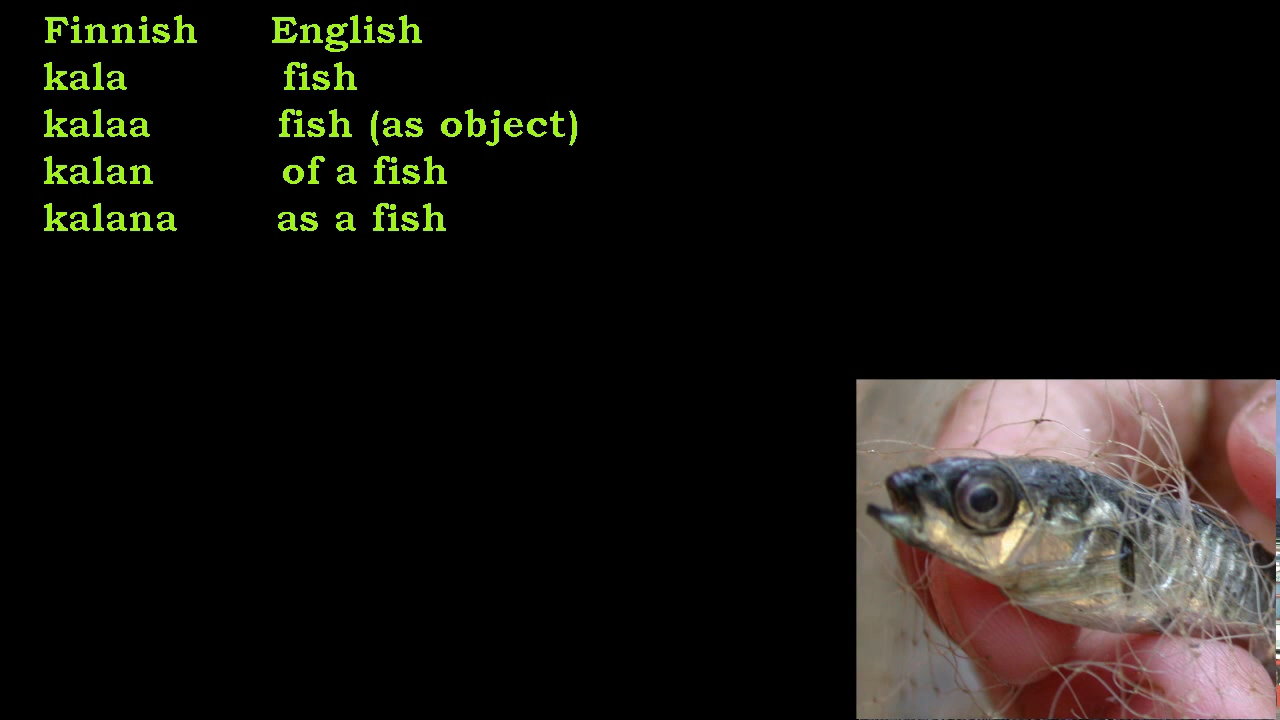 Finnish English
kala fish
kalaa fish (as object)
kalan of a fish
kalana as a fish